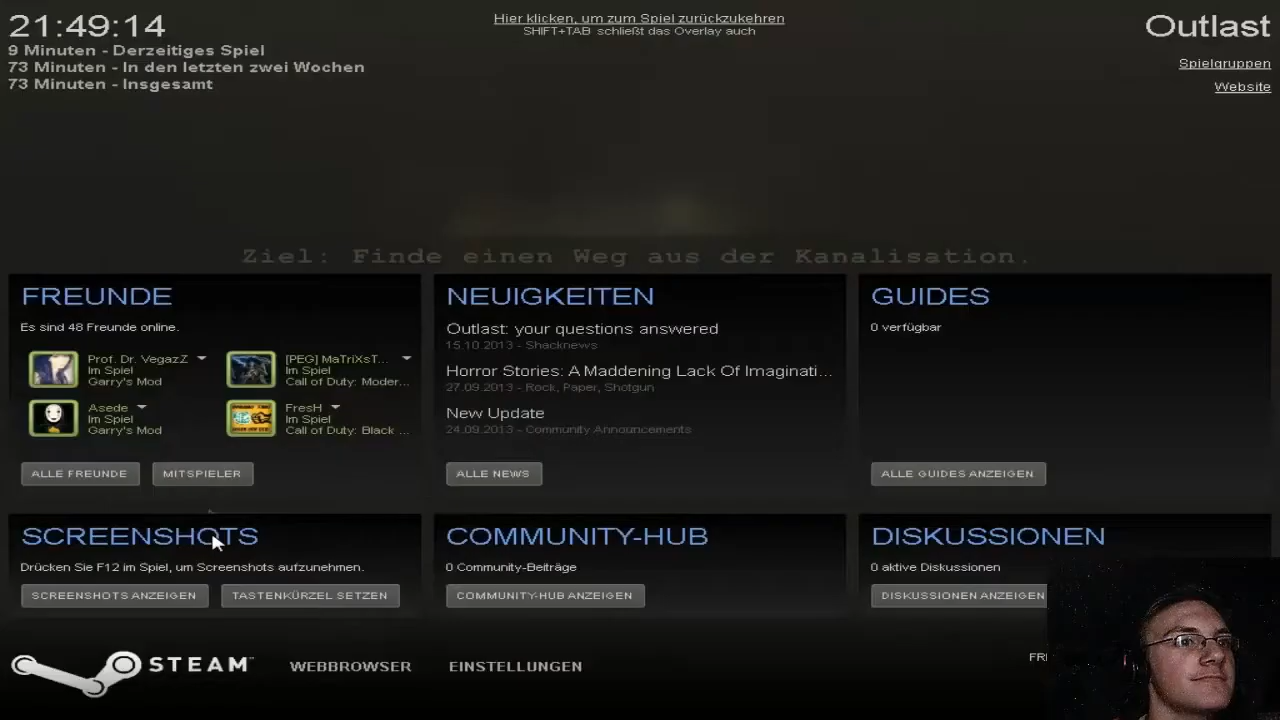 21:49:14
9 Minuten - Derzeitiges Spiel
73 Minuten - In den letzten zwei Wochen
73 Minuten - Insgesamt
Hier klicken, um zum Spiel zurückzukehren
SHIFT+TAB schließt das Overlay auch
Outlast
Spielgruppen
Website
Ziel: Finde einen Weg aus der Kanalisation.
FREUNDE
Es sind 48 Freunde online.
Prof. Dr. VegazZ
Im Spiel
Garry's Mod
[PEG] MaTriXsT...
Im Spiel
Call of Duty: Moder...
Asede
Im Spiel
Garry's Mod
FresH
Im Spiel
Call of Duty: Black ...
ALLE FREUNDE
MITSPIELER
NEUIGKEITEN
Outlast: your questions answered
15.10.2013 - Shacknews
Horror Stories: A Maddening Lack Of Imaginati...
27.09.2013 - Rock, Paper, Shotgun
New Update
24.09.2013 - Community Announcements
ALLE NEWS
GUIDES
0 verfügbar
ALLE GUIDES ANZEIGEN
SCREENSHOTS
Drücken Sie F12 im Spiel, um Screenshots aufzunehmen.
SCREENSHOTS ANZEIGEN
TASTENKÜRZEL SETZEN
COMMUNITY-HUB
0 Community-Beiträge
COMMUNITY-HUB ANZEIGEN
DISKUSSIONEN
0 aktive Diskussionen
DISKUSSIONEN ANZEIGEN
STEAM™
WEBBROWSER
EINSTELLUNGEN